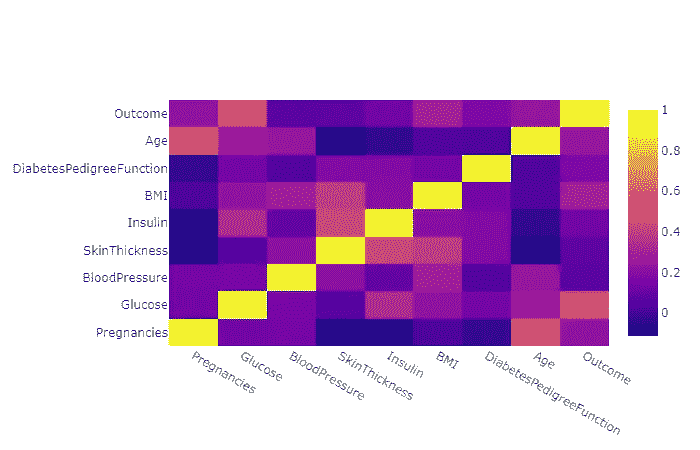 Outcome
Age
DiabetesPedigreeFunction
BMI
Insulin
SkinThickness
BloodPressure
Glucose
Pregnancies
Pregnancies
Glucose
BloodPressure
SkinThickness
Insulin
BMI
DiabetesPedigreeFunction
Age
Outcome
1
0.8
0.6
0.4
0.2
0